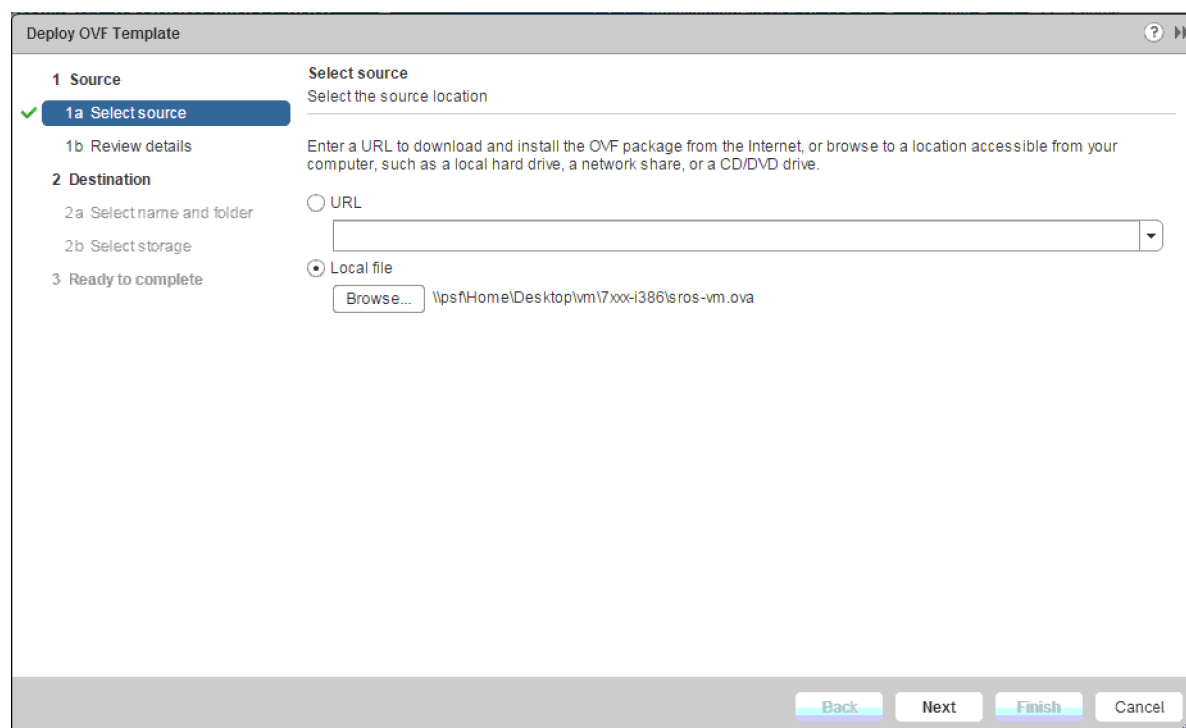 Deploy OVF Template
?
1 Source
1a Select source
1b Review details
2 Destination
2a Select name and folder
2b Select storage
3 Ready to complete
Select source
Select the source location
Enter a URL to download and install the OVF package from the Internet, or browse to a location accessible from your
computer, such as a local hard drive, a network share, or a CD/DVD drive.
URL
Local file
Browse... \\psf\Home\Desktop\vm\7xxx-i386\sros-vm.ova
Back Next Finish Cancel